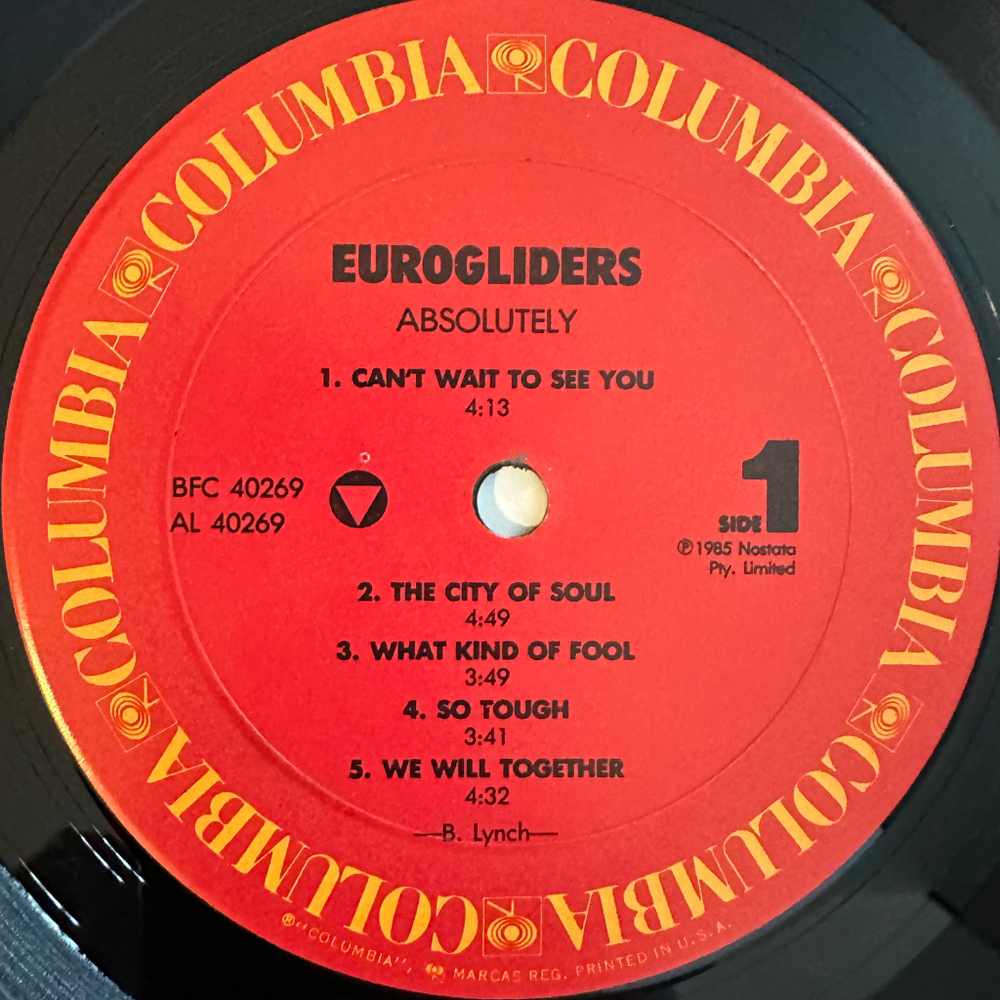 COLUMBIA COLUMBIA COLUMBIA COLUMBIA COLUMBIA COLUMBIA
EUROGLIDERS
ABSOLUTELY
1. CAN'T WAIT TO SEE YOU
4:13
BFC 40269
AL 40269
SIDE 1
℗ 1985 Nostata
Pty. Limited
2. THE CITY OF SOUL
4:49
3. WHAT KIND OF FOOL
3:49
4. SO TOUGH
3:41
5. WE WILL TOGETHER
4:32
—B. Lynch—
®"COLUMBIA", MARCAS REG. PRINTED IN U.S.A.